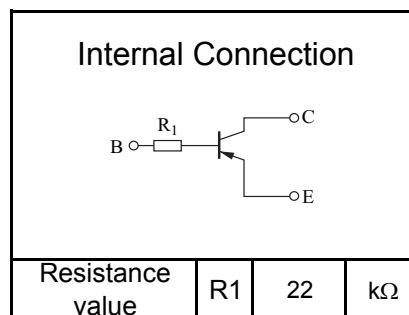 Internal Connection
R1
C
B
E
Resistance value R1 22 kΩ